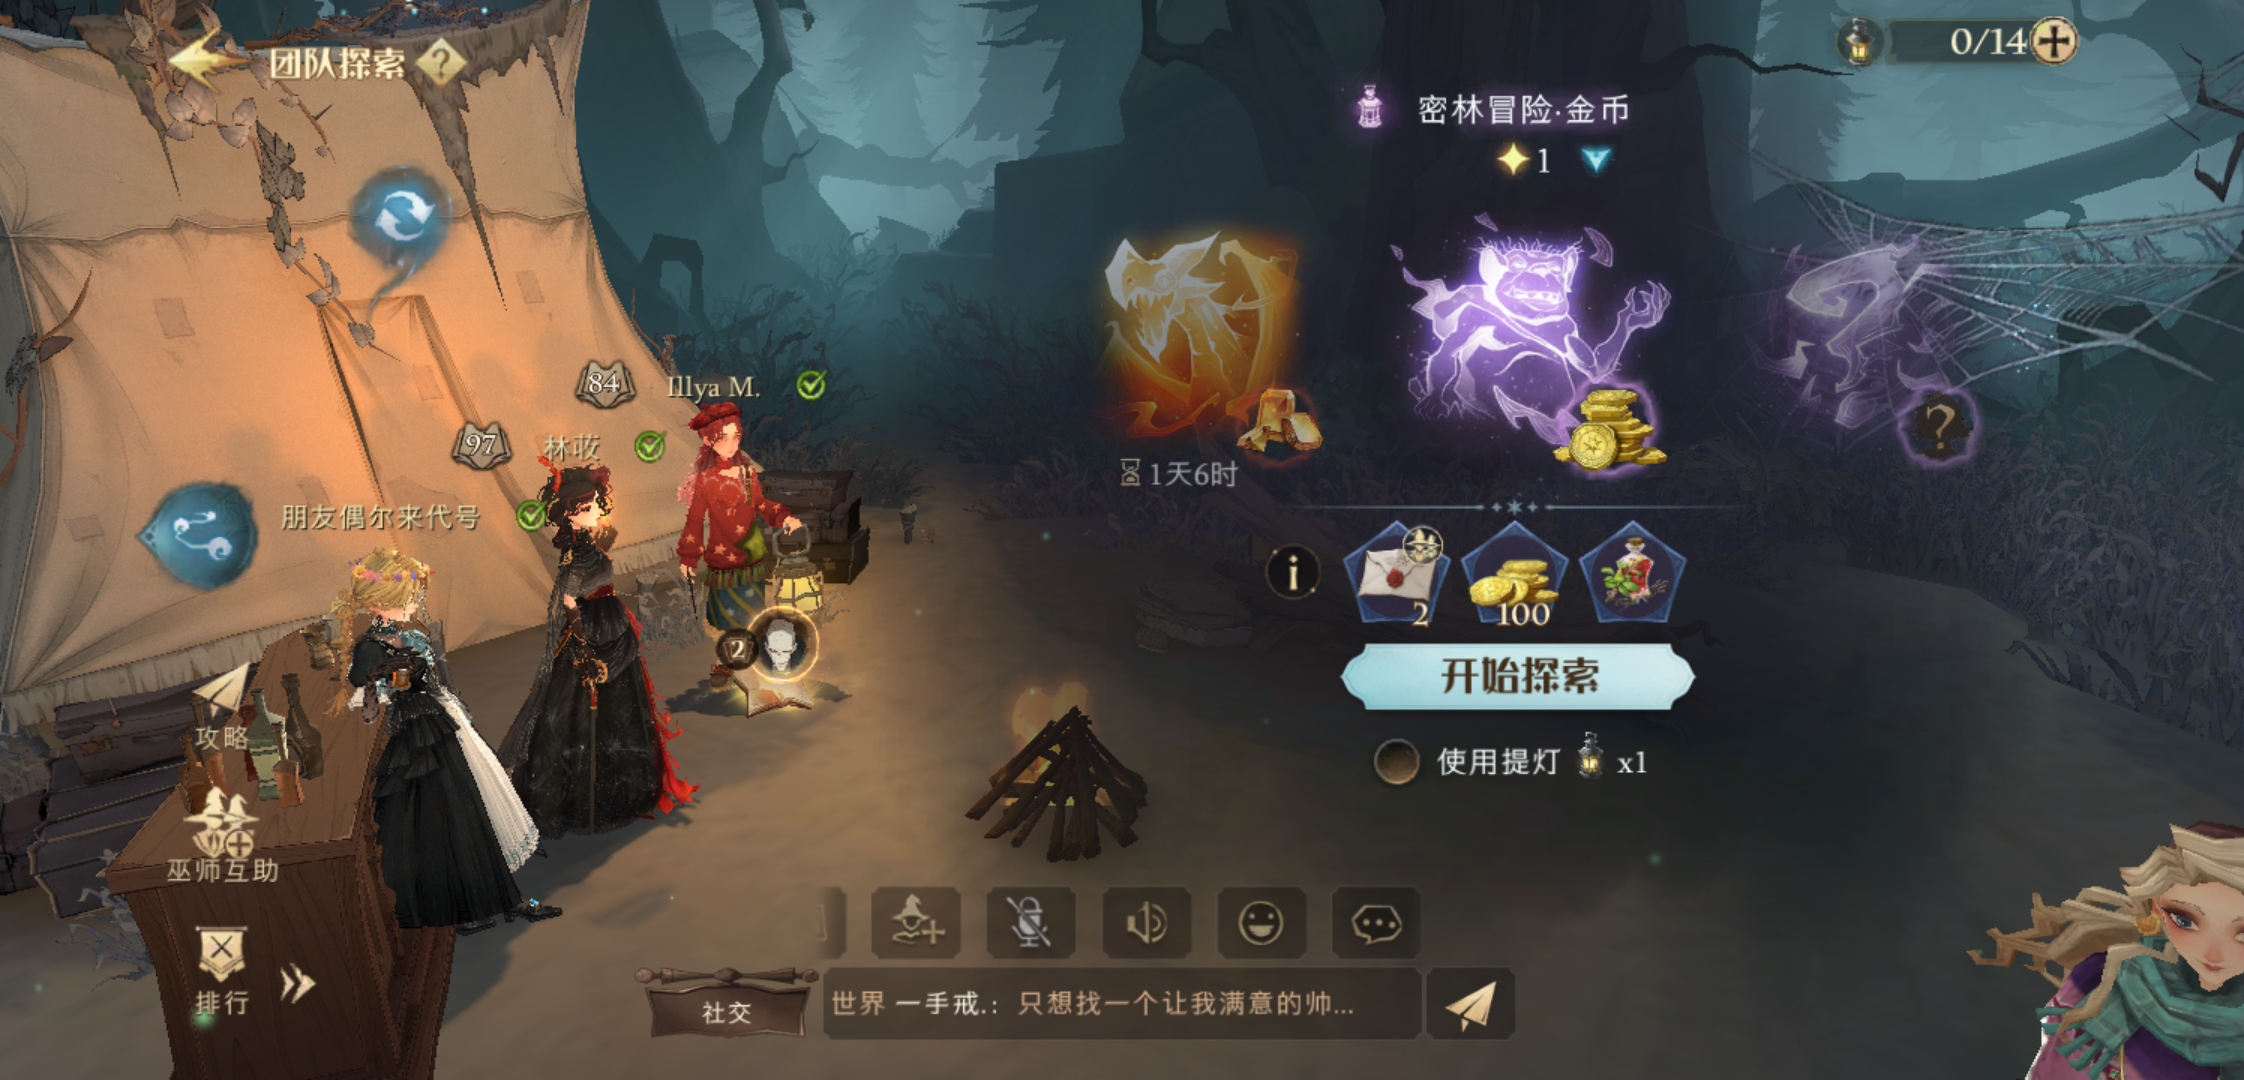 团队探索 ?
0/14
密林冒险·金币
1
84 Illya M.
97 林莜
朋友偶尔来代号
1天6时
?
i
2
100
开始探索
使用提灯 x1
2
攻略
巫师互助
排行
社交
世界 一手戒.: 只想找一个让我满意的帅...